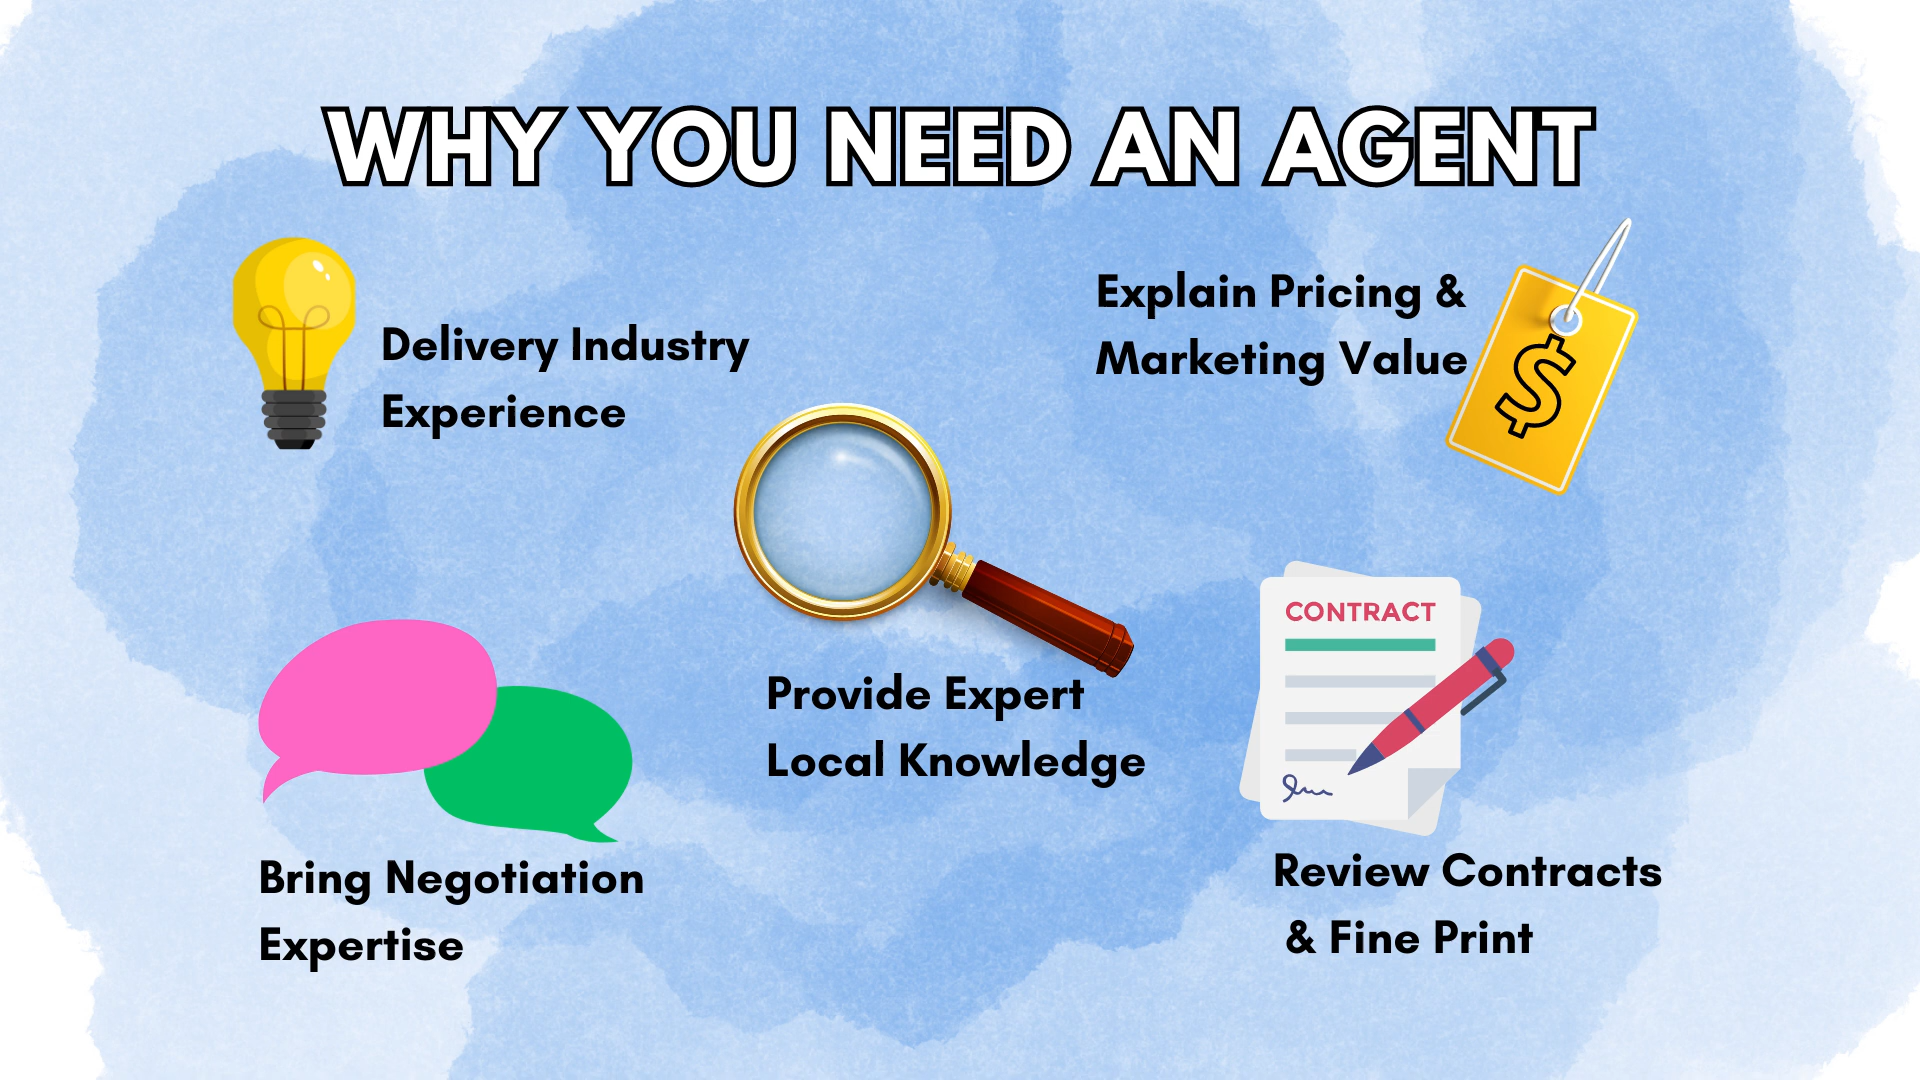 WHY YOU NEED AN AGENT
Delivery Industry
Experience
Explain Pricing &
Marketing Value
$
Provide Expert
Local Knowledge
CONTRACT
Bring Negotiation
Expertise
Review Contracts
& Fine Print